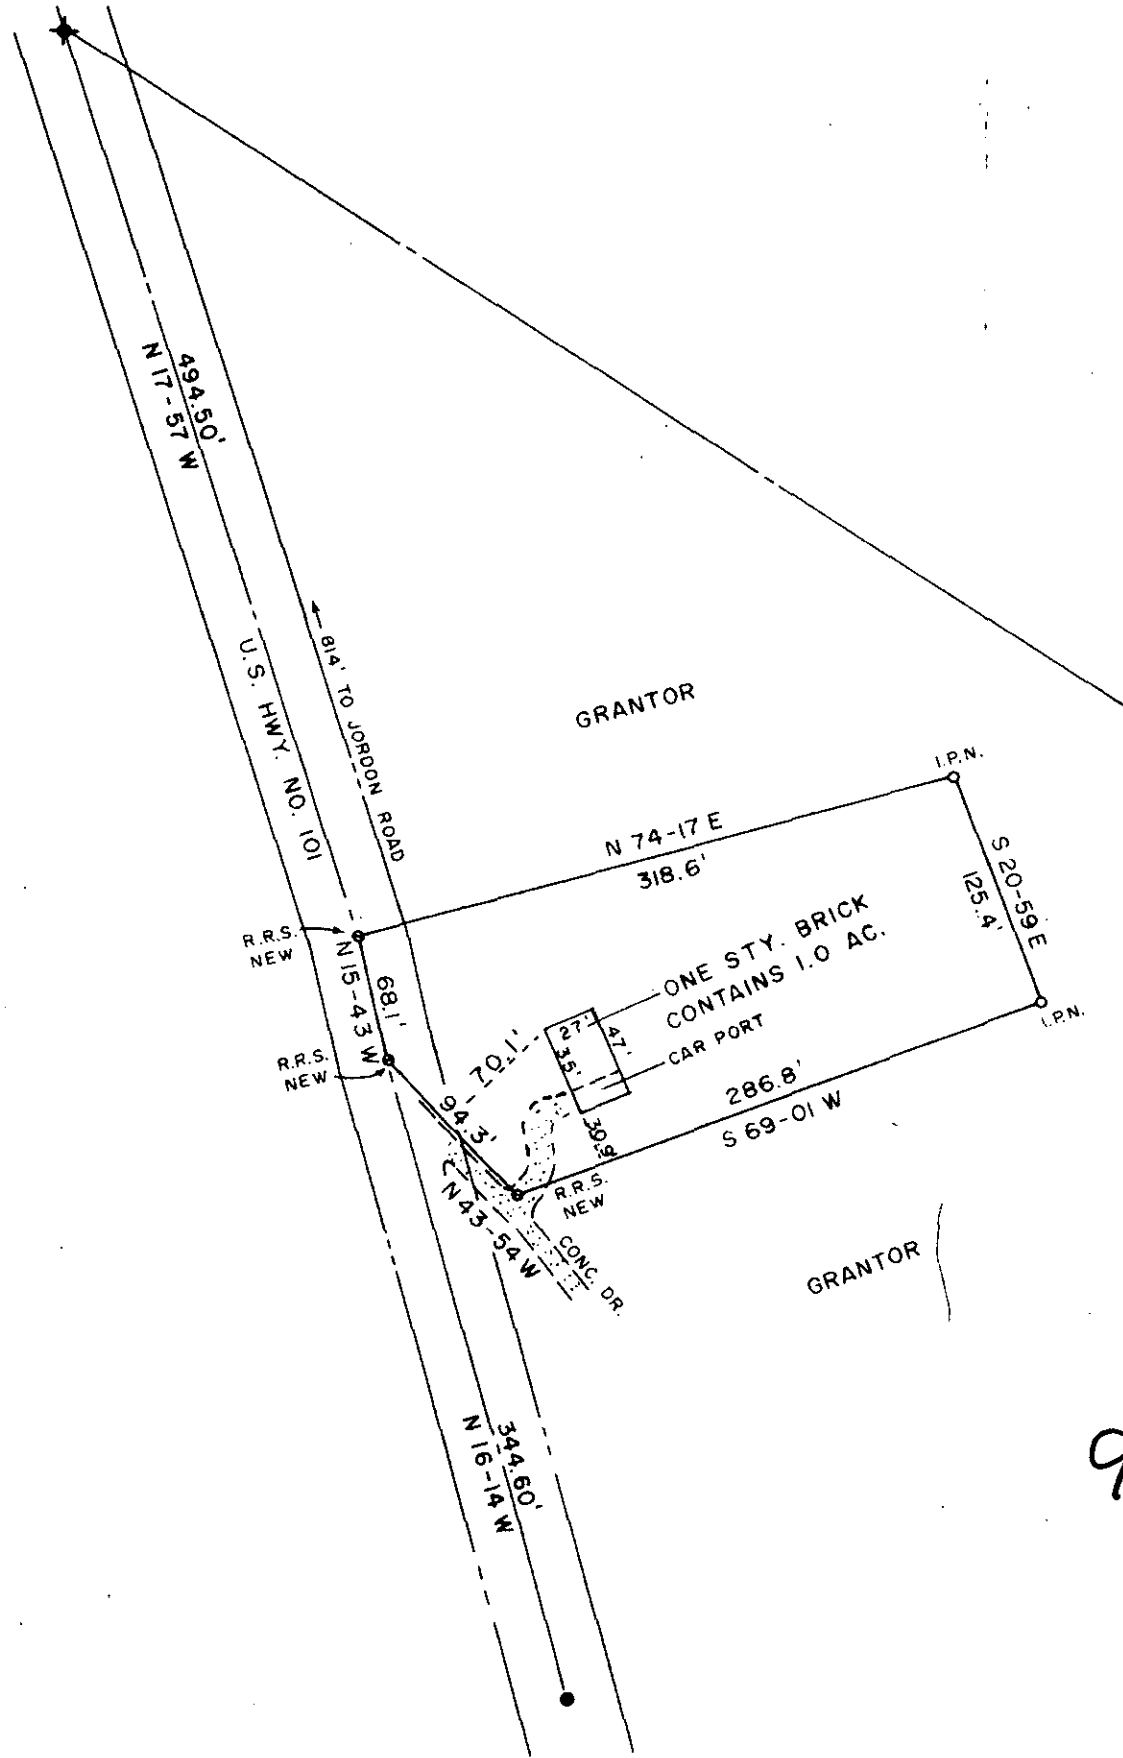 494.50'
N 17-57 W
U.S. HWY. NO. 101
814' TO JORDON ROAD
GRANTOR
I.P.N.
N 74-17 E
318.6'
S 20-59 E
125.4'
R.R.S.
NEW
N 15-43 W
68.1'
ONE STY. BRICK
CONTAINS 1.0 AC.
27'
47'
35'
CAR PORT
I.P.N.
R.R.S.
NEW
70.1'
94.3'
286.8'
S 69-01 W
39.9'
R.R.S.
NEW
N 43-54 W
CONC. DR.
GRANTOR
344.60'
N 16-14 W
9